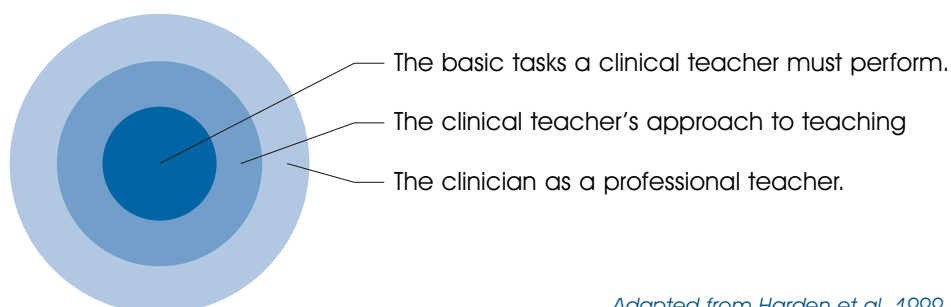 The basic tasks a clinical teacher must perform.
The clinical teacher’s approach to teaching
The clinician as a professional teacher.
Adapted from Harden et al. 1999